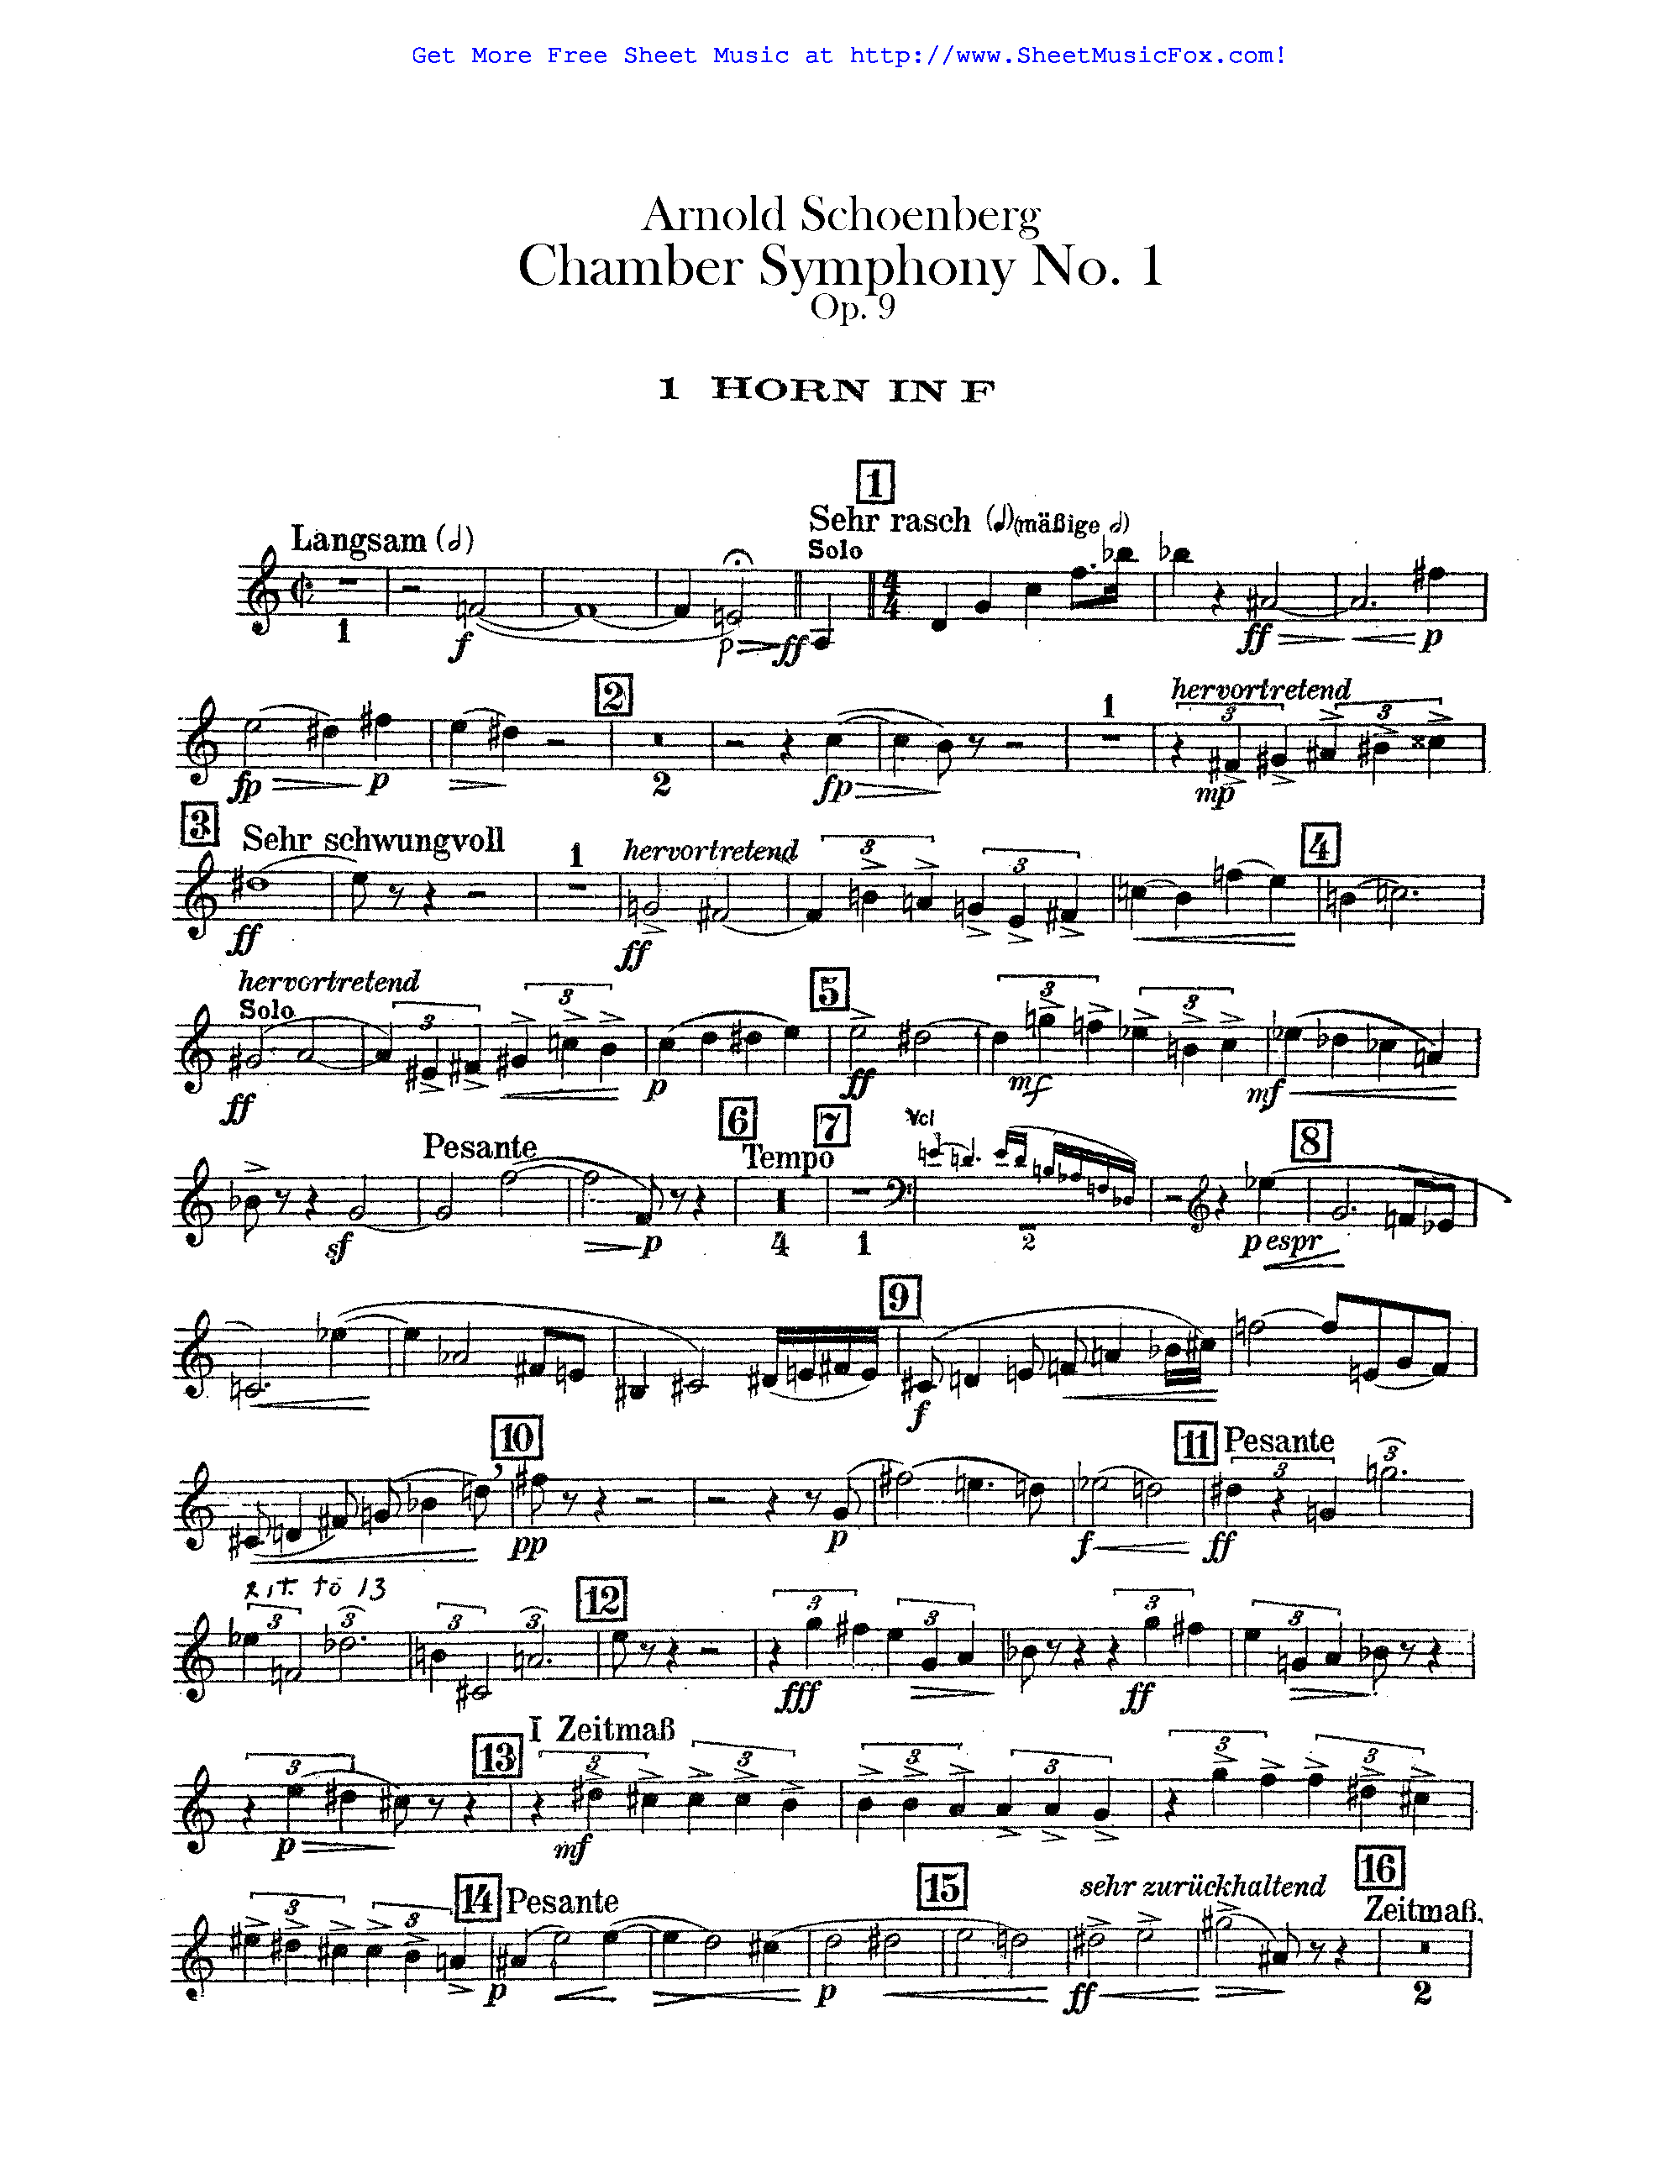 Get More Free Sheet Music at http://www.SheetMusicFox.com!
Arnold Schoenberg
Chamber Symphony No. 1
Op. 9
1 HORN IN F
1
Langsam
Sehr rasch (mäßige
Solo
4
4
1
f
p
ff
ff
p
2
hervortretend
1
3
3
fp
p
2
fp
mp
3
Sehr schwungvoll
1
hervortretend
3
3
4
ff
ff
hervortretend
Solo
3
3
5
3
3
ff
p
ff
mf
mf
Pesante
6
Tempo
7
Vcl
8
sf
p
4
1
2
p espr
9
f
10
11
Pesante
3
3
pp
p
f
ff
rit. to 13
3
3
3
3
12
3
3
3
3
fff
ff
3
13
I Zeitmaß
3
3
3
3
3
3
p
mf
3
3
14
Pesante
15
sehr zurückhaltend
16
Zeitmaß.
p
p
ff
2